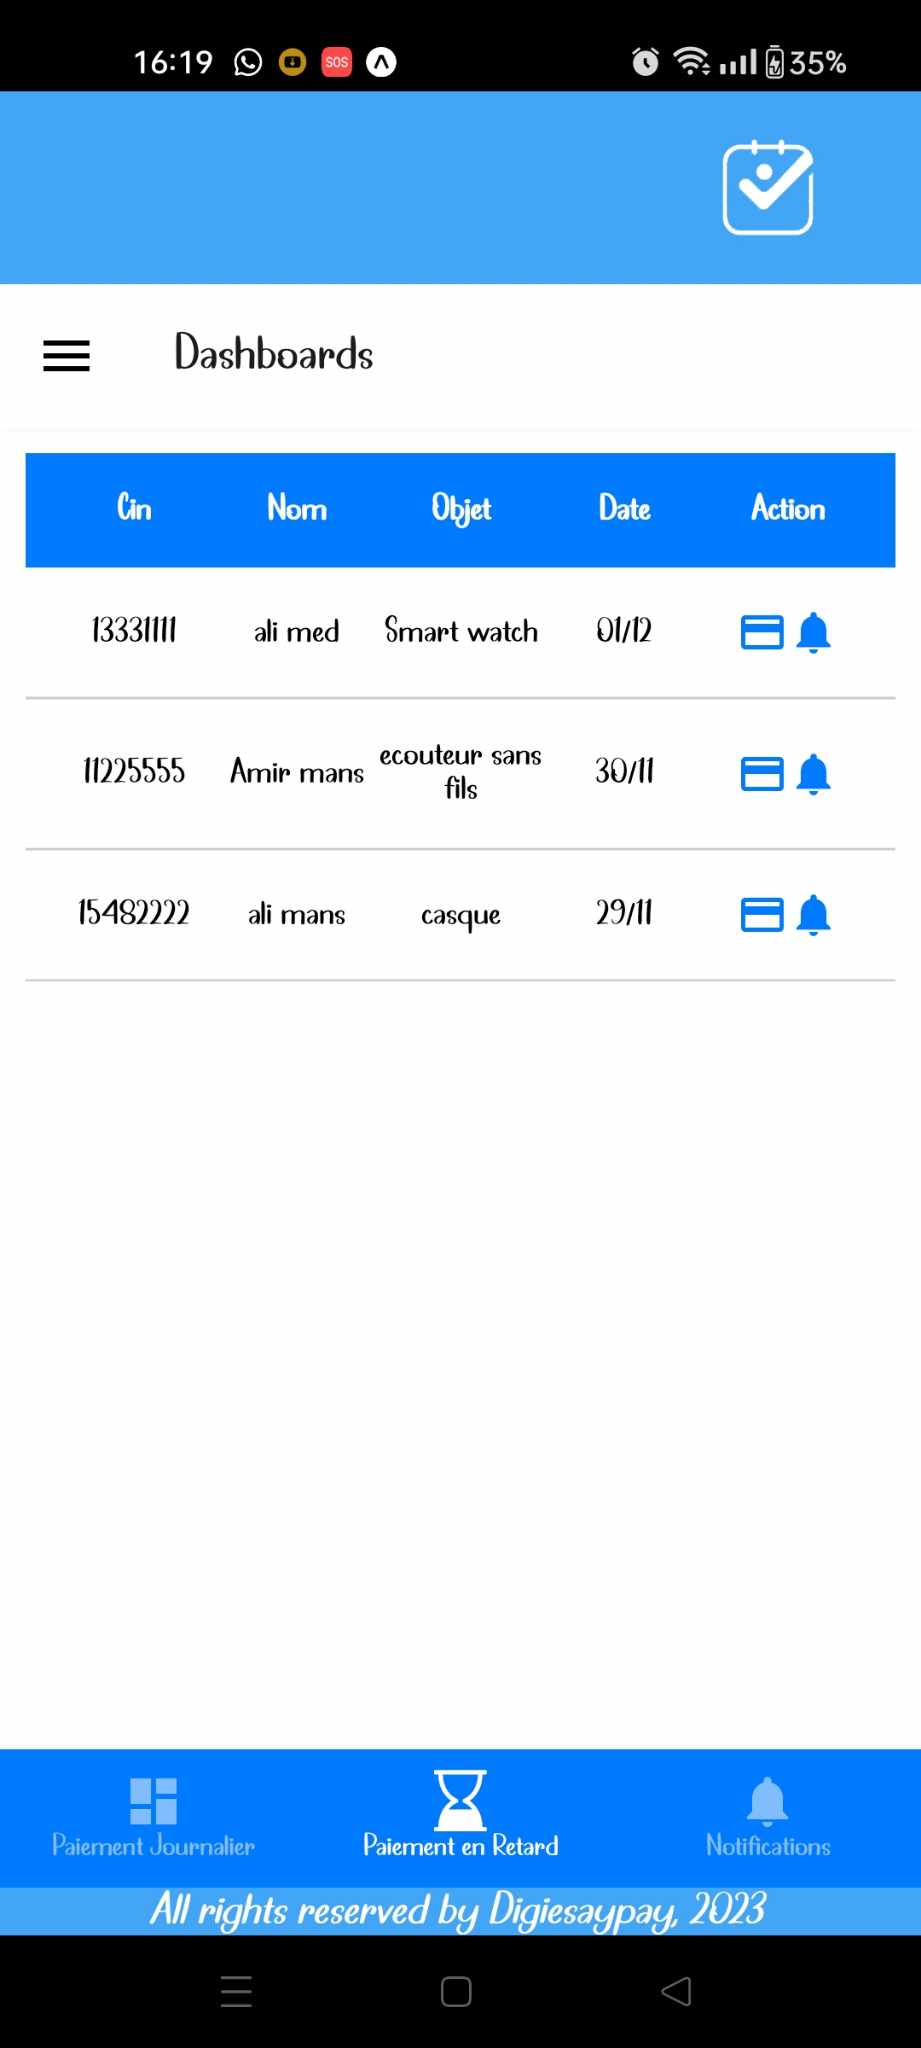 16:19 SOS 35%
Dashboards
Cin Nom Objet Date Action
13331111 ali med Smart watch 01/12
11225555 Amir mans ecouteur sans fils 30/11
15482222 ali mans casque 29/11
Paiement Journalier Paiement en Retard Notifications
All rights reserved by Digiesaypay, 2023